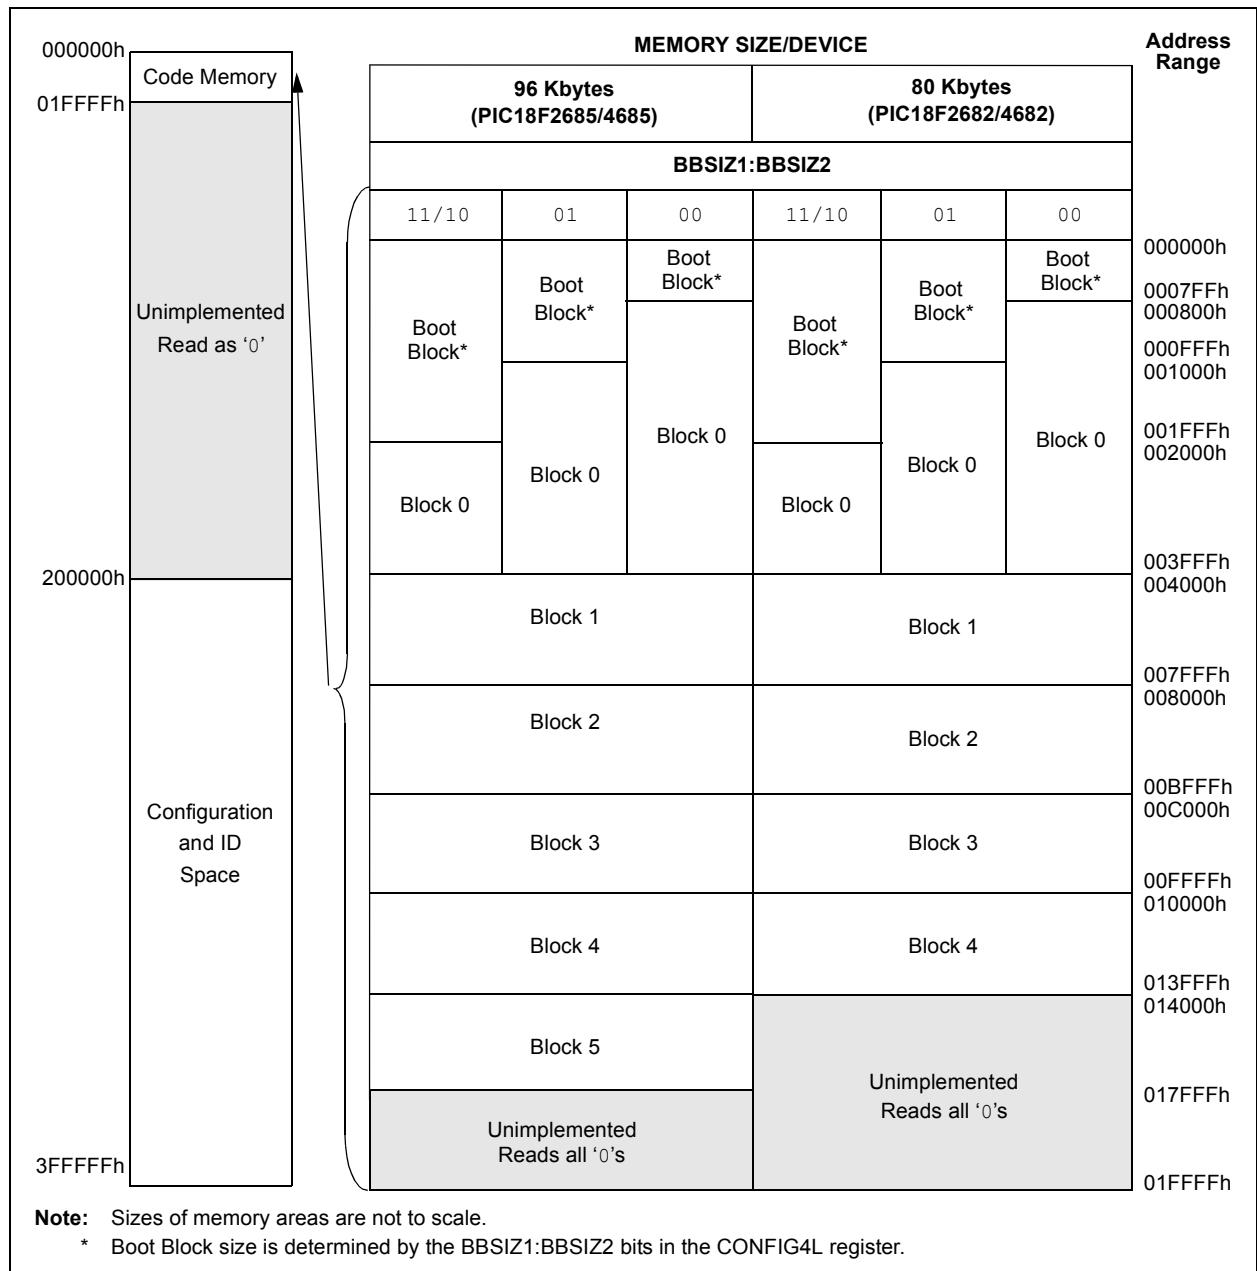 000000h
Code Memory
01FFFFh
Unimplemented
Read as ‘0’
200000h
Configuration
and ID
Space
3FFFFFh
MEMORY SIZE/DEVICE
Address
Range
96 Kbytes
(PIC18F2685/4685)
80 Kbytes
(PIC18F2682/4682)
BBSIZ1:BBSIZ2
11/10 01 00 11/10 01 00
Boot
Block*
Boot
Block*
Boot
Block*
Boot
Block*
Boot
Block*
Boot
Block*
000000h
0007FFh
000800h
000FFFh
001000h
001FFFh
002000h
Block 0
Block 0
Block 0
Block 0
Block 0
Block 0
003FFFh
004000h
Block 1
Block 1
007FFFh
008000h
Block 2
Block 2
00BFFFh
00C000h
Block 3
Block 3
00FFFFh
010000h
Block 4
Block 4
013FFFh
014000h
Block 5
Unimplemented
Reads all ‘0’s
017FFFh
Unimplemented
Reads all ‘0’s
01FFFFh
Note: Sizes of memory areas are not to scale.
* Boot Block size is determined by the BBSIZ1:BBSIZ2 bits in the CONFIG4L register.